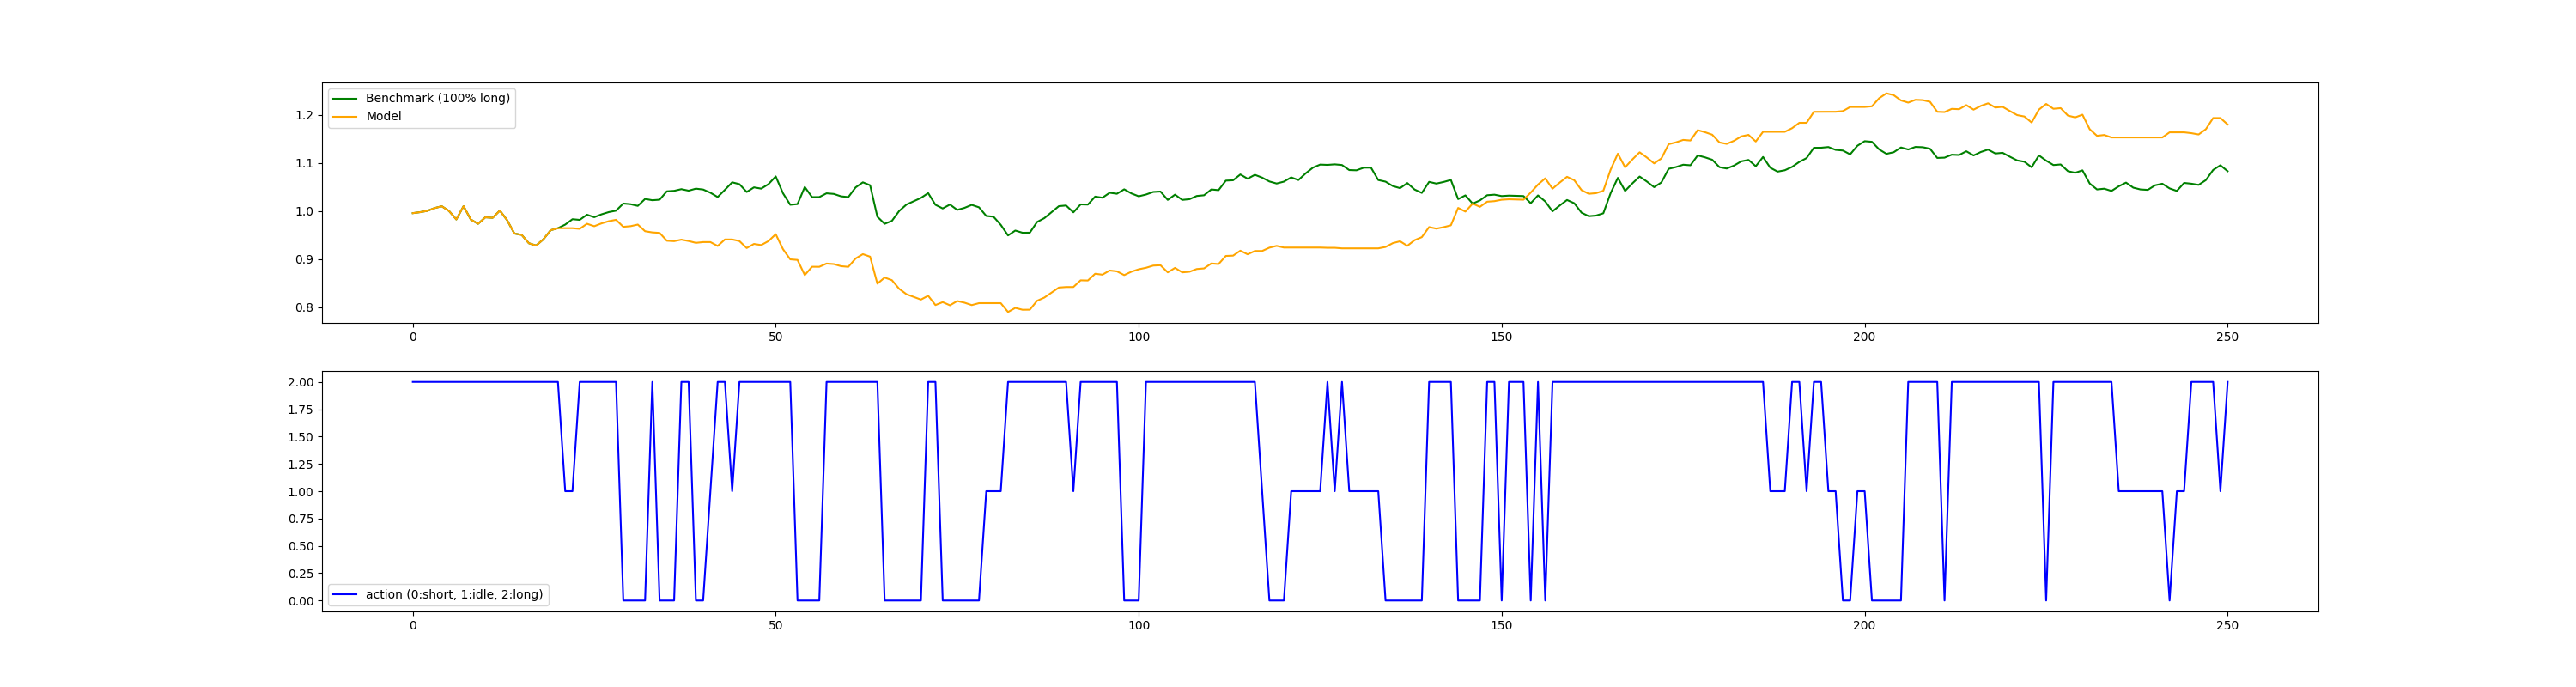 Benchmark (100% long)
Model
1.2
1.1
1.0
0.9
0.8
0 50 100 150 200 250
2.00
1.75
1.50
1.25
1.00
0.75
0.50
0.25
0.00
action (0:short, 1:idle, 2:long)
0 50 100 150 200 250